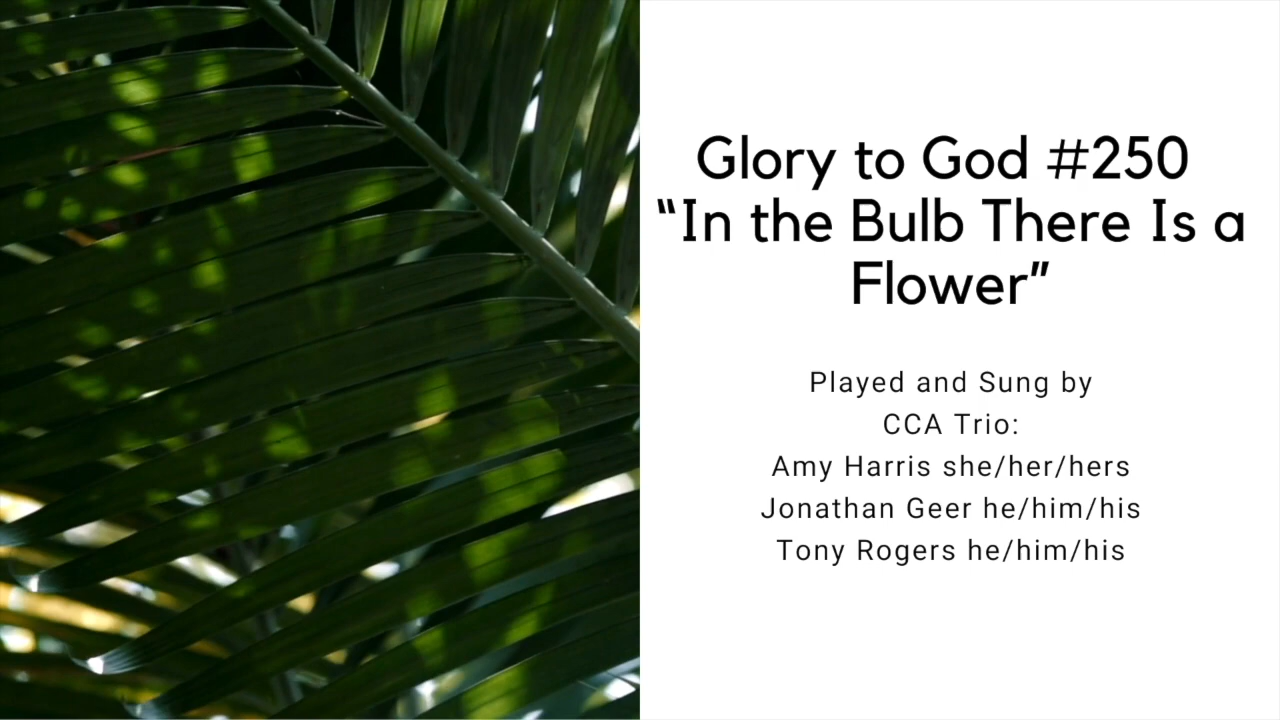 Glory to God #250
“In the Bulb There Is a
Flower”
Played and Sung by
CCA Trio:
Amy Harris she/her/hers
Jonathan Geer he/him/his
Tony Rogers he/him/his